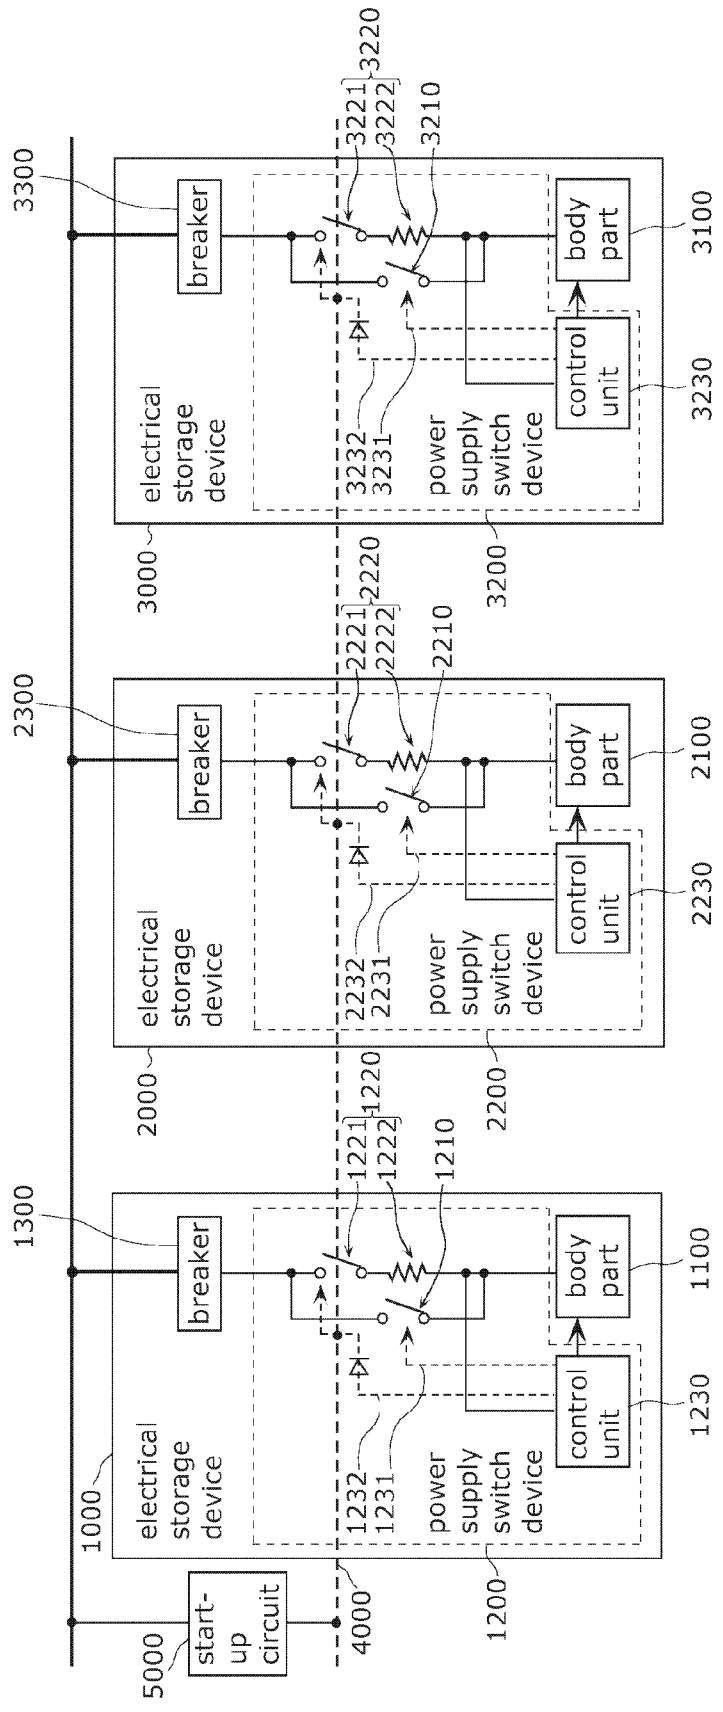 5000
start-
up
circuit
4000
1000
electrical
storage
device
1300
breaker
1220
1221
1222
1210
1232
1231
power
supply
switch
device
1200
control
unit
1230
body
part
1100
2000
electrical
storage
device
2300
breaker
2220
2221
2222
2210
2232
2231
power
supply
switch
device
2200
control
unit
2230
body
part
2100
3000
electrical
storage
device
3300
breaker
3220
3221
3222
3210
3232
3231
power
supply
switch
device
3200
control
unit
3230
body
part
3100